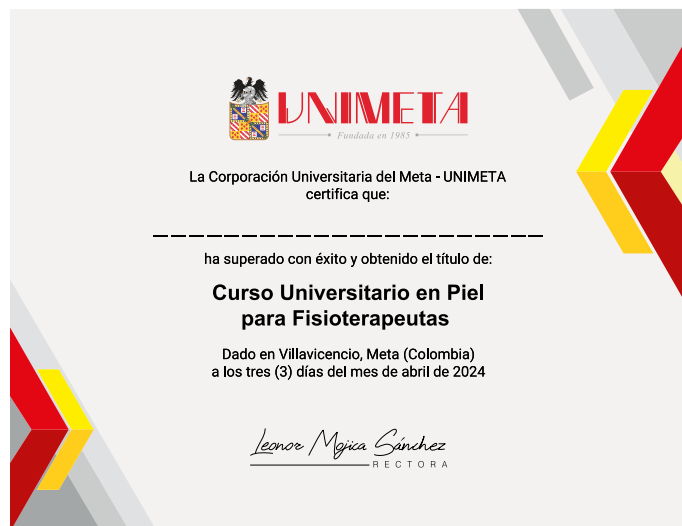 UNIMETA
Fundada en 1985
La Corporación Universitaria del Meta - UNIMETA
certifica que:
ha superado con éxito y obtenido el título de:
Curso Universitario en Piel
para Fisioterapeutas
Dado en Villavicencio, Meta (Colombia)
a los tres (3) días del mes de abril de 2024
Leonor Mojica Sánchez
RECTORA